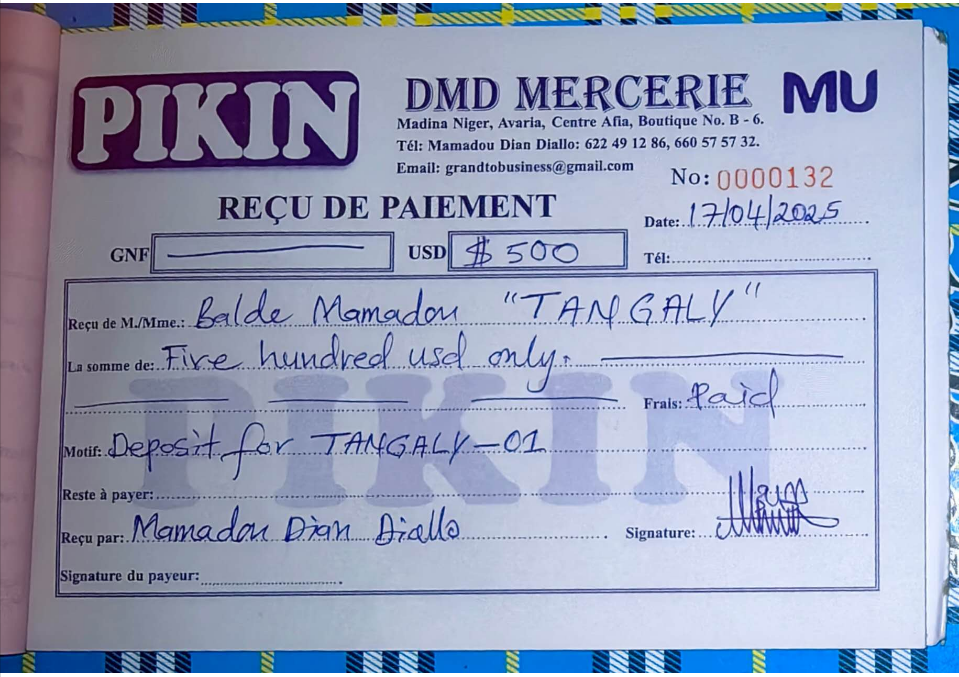 PIKIN
DMD MERCERIE MU
Madina Niger, Avaria, Centre Afia, Boutique No. B - 6.
Tél: Mamadou Dian Diallo: 622 49 12 86, 660 57 57 32.
Email: grandtobusiness@gmail.com
No: 0000132
REÇU DE PAIEMENT
Date: 17/04/2025
GNF USD $ 500 Tél:
Reçu de M./Mme.: Balde Mamadou "TANGALY"
La somme de: Five hundred usd only.
Frais: Paid
PIKIN
Motif: Deposit for TANGALY-01
Reste à payer:
Reçu par: Mamadou Dian Diallo Signature:
Signature du payeur: